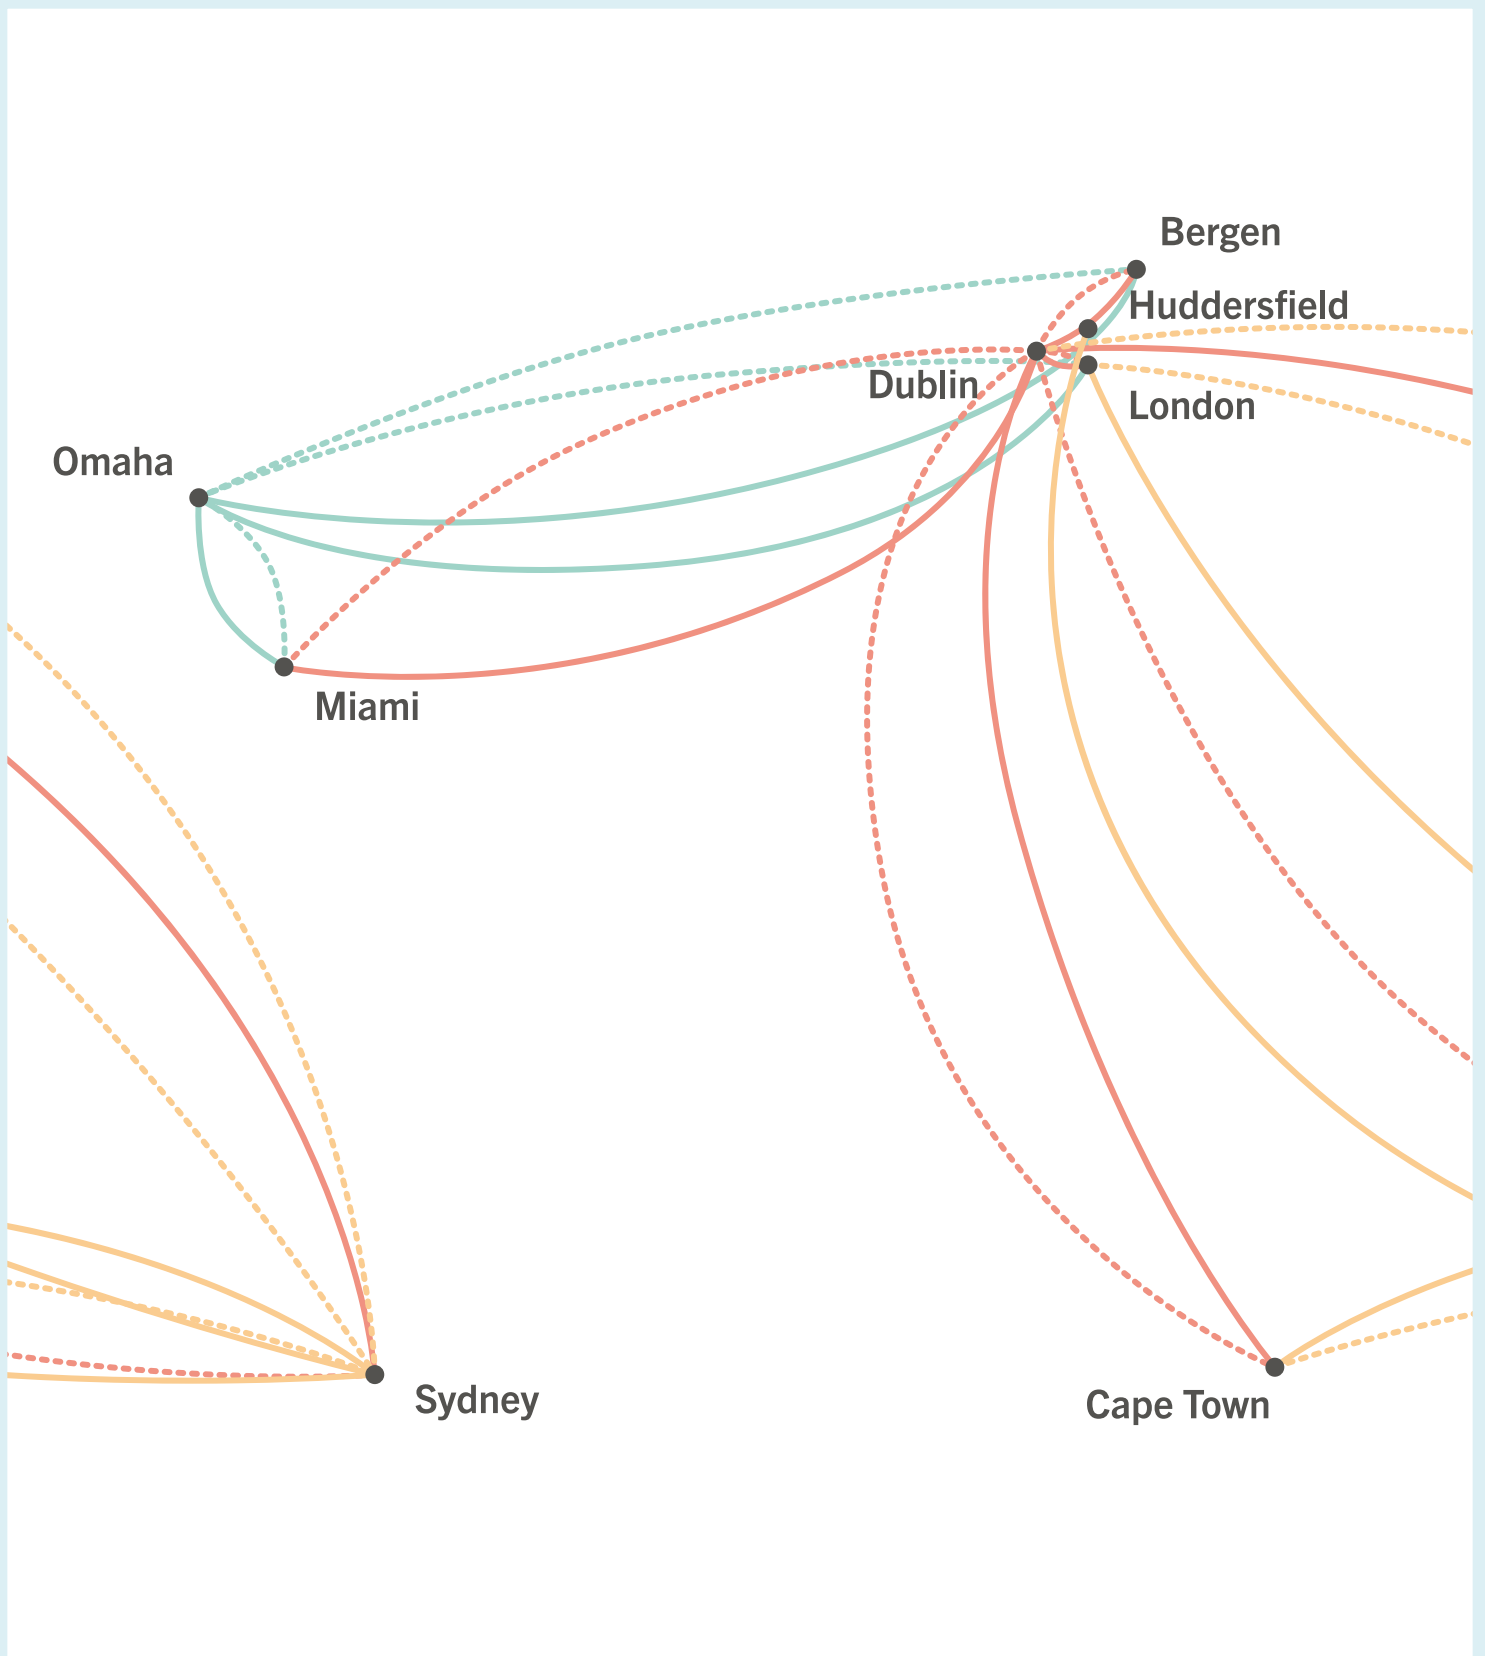 Bergen
Huddersfield
Dublin
London
Omaha
Miami
Sydney
Cape Town